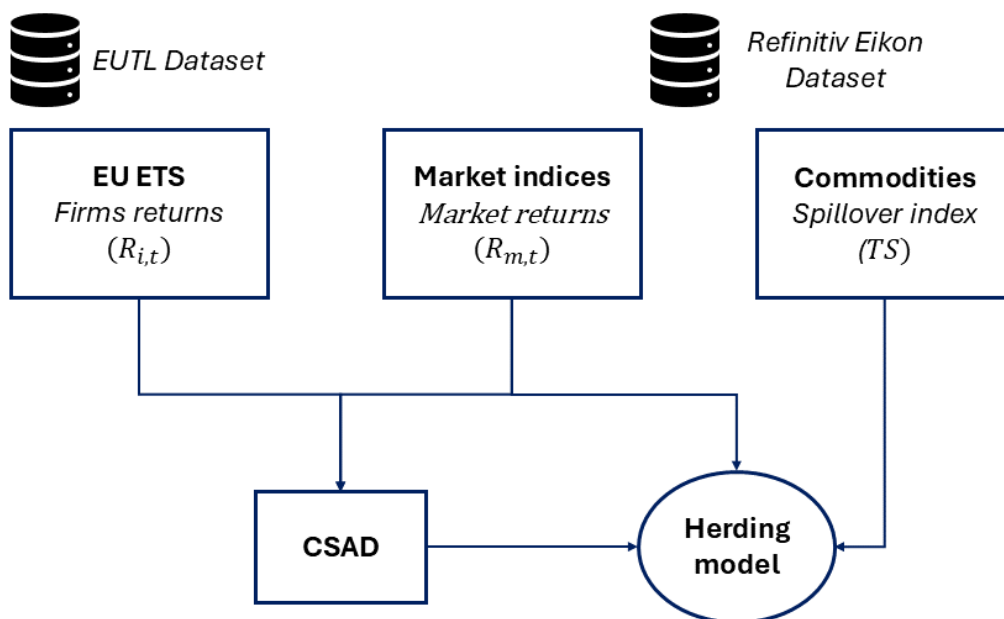 EUTL Dataset
Refinitiv Eikon
Dataset
EU ETS
Firms returns
(R_{i,t})
Market indices
Market returns
(R_{m,t})
Commodities
Spillover index
(TS)
CSAD
Herding
model